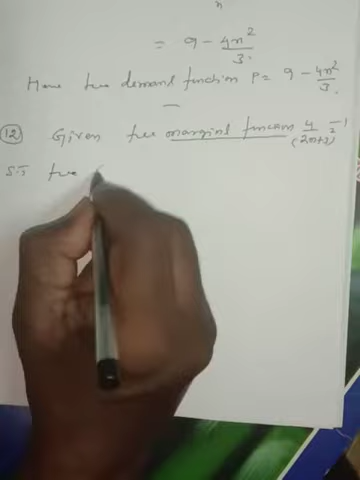 n
= 9 - 4x²/3
Hence the demand function P = 9 - 4x²/3.
(12) Given the marginal function 4/(2x+3) - 1
S.T the